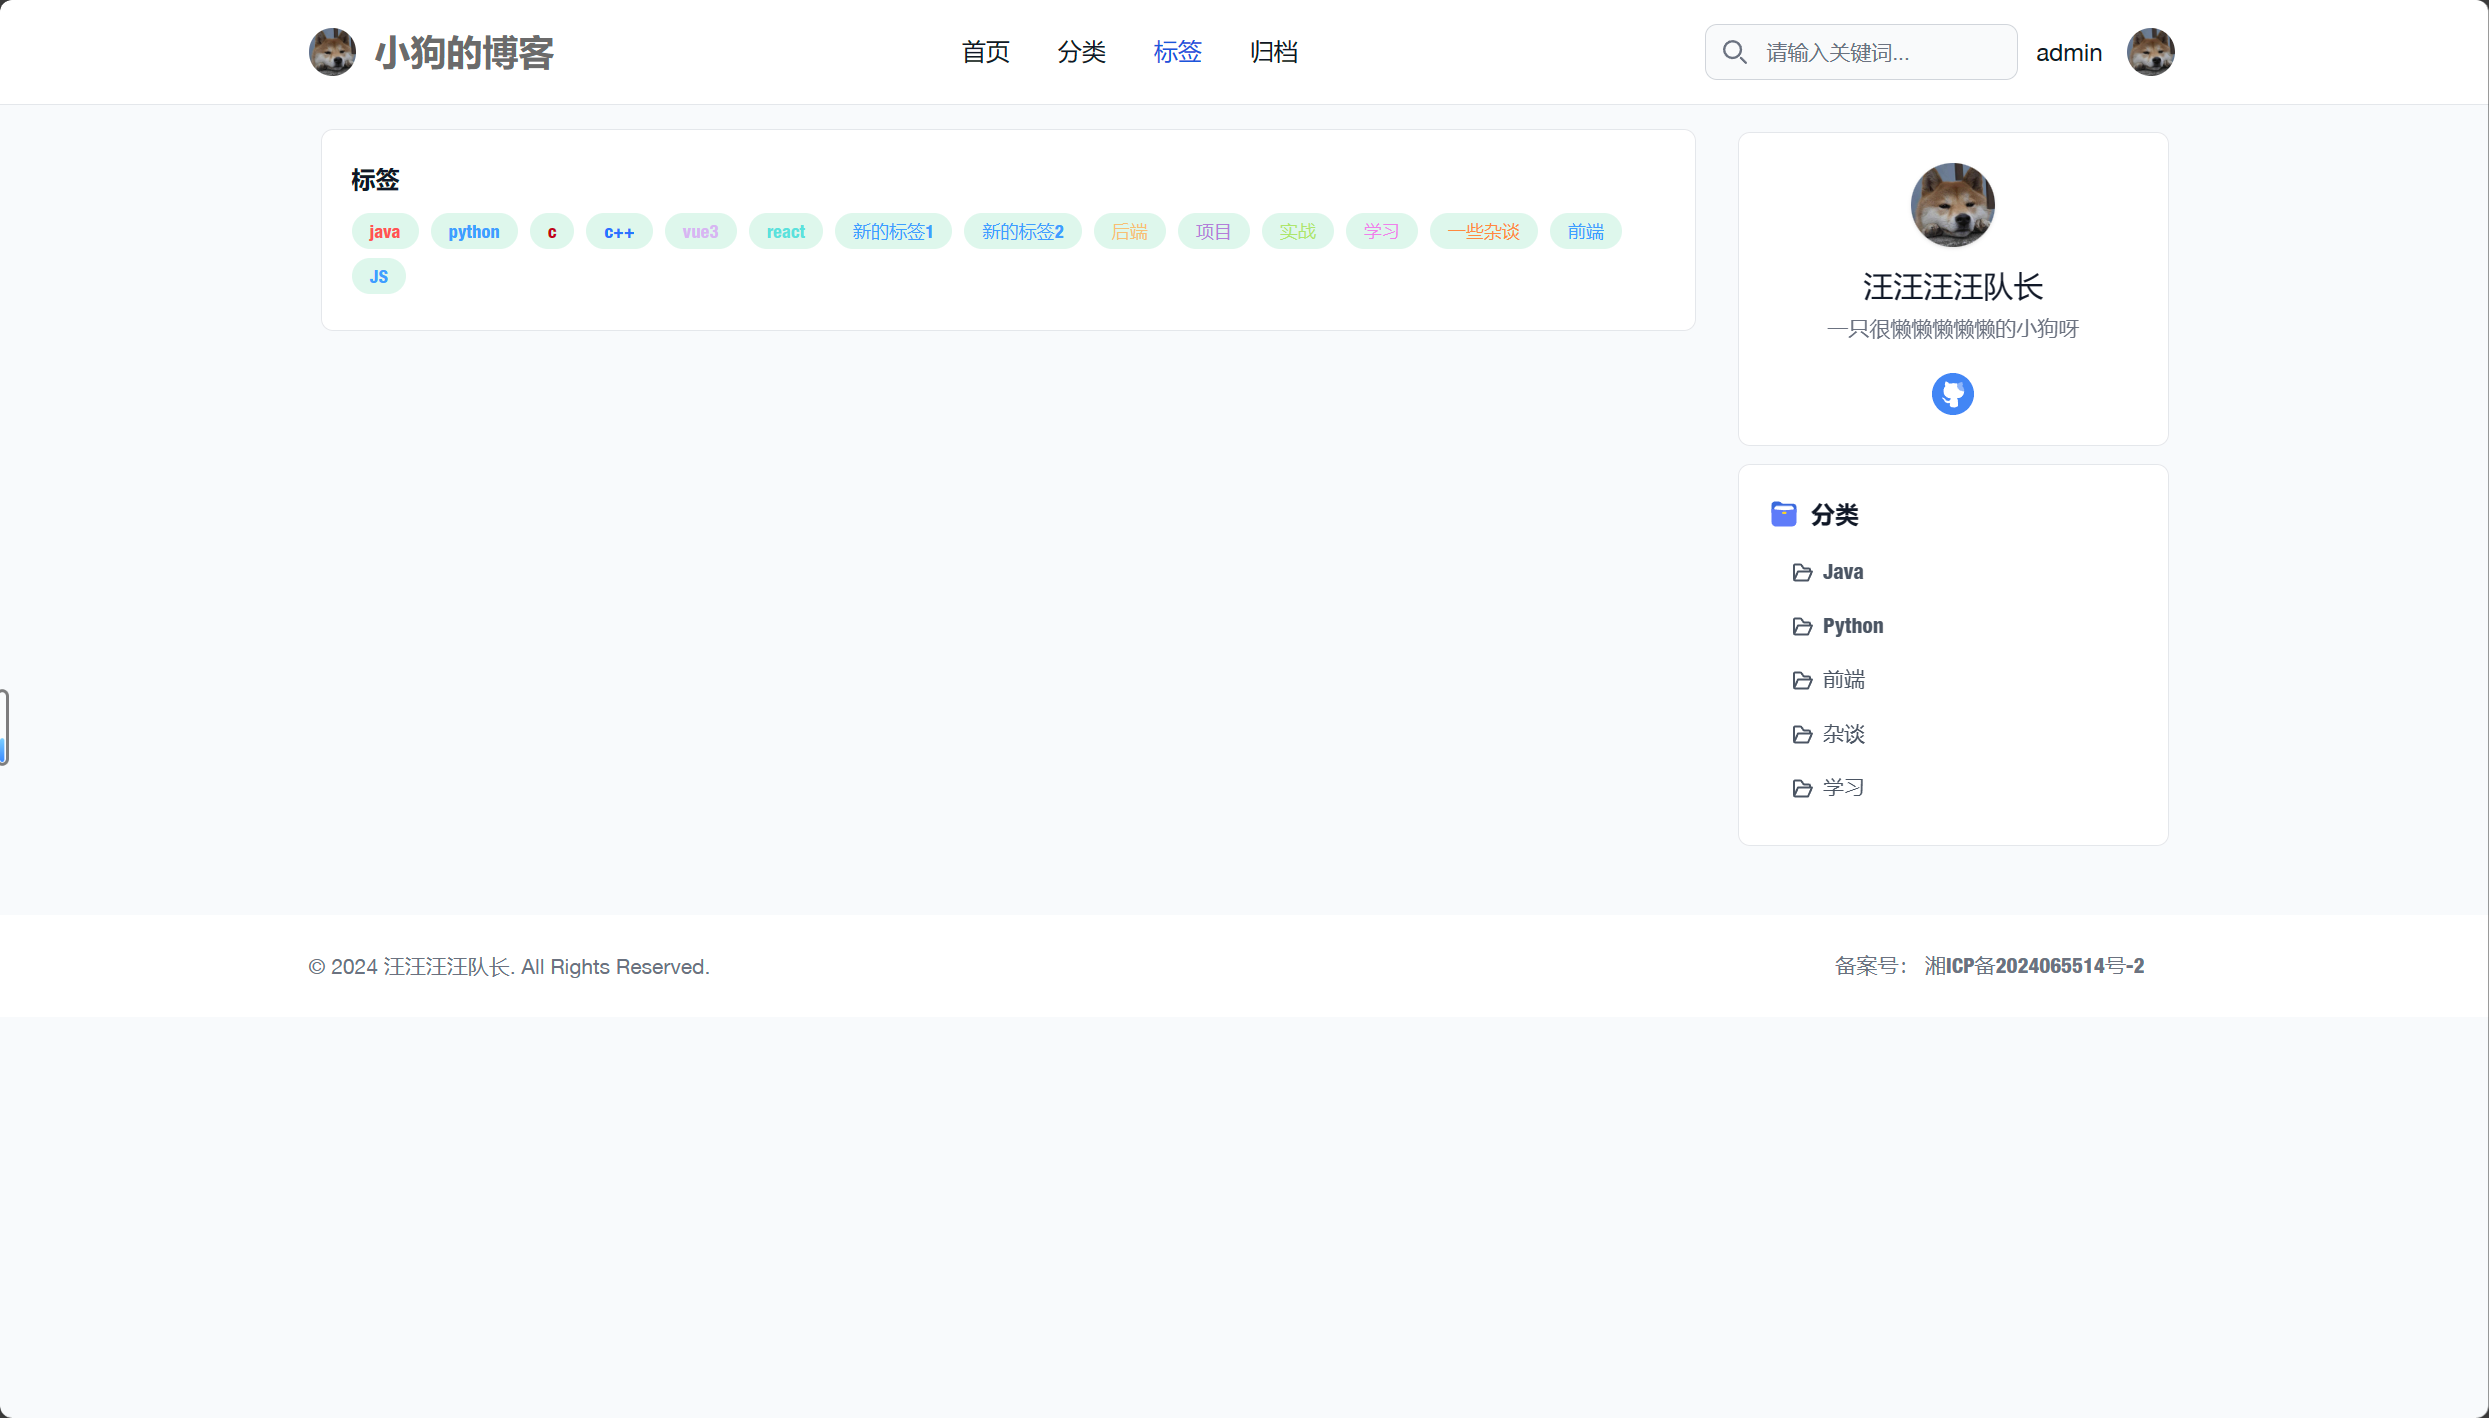 小狗的博客
首页 分类 标签 归档
请输入关键词...
admin
标签
java python c c++ vue3 react 新的标签1 新的标签2 后端 项目 实战 学习 一些杂谈 前端
JS
汪汪汪汪队长
一只很懒懒懒懒懒的小狗呀
分类
Java
Python
前端
杂谈
学习
© 2024 汪汪汪汪队长. All Rights Reserved.
备案号： 湘ICP备2024065514号-2